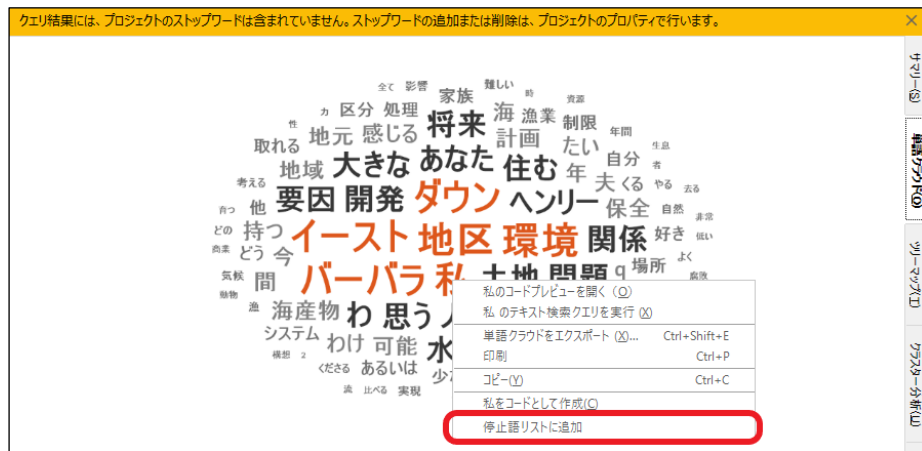 クエリ結果には、プロジェクトのストップワードは含まれていません。ストップワードの追加または削除は、プロジェクトのプロパティで行います。
サマリー(S)
単語クラウド(O)
ツリーマップ(T)
クラスター分析(L)
全て 影響 家族 難しい 時 資源
カ 区分 処理 将来 海 漁業 制限 年間
性 取れる 地元 感じる 計画 たい 生息
地域 大きな あなた 住む 年 自分 者
考える 要因 開発 ダウン ヘンリー 夫 くる やる 去る
育つ 他 保全 自然 非常
どの 持つ イースト 地区 環境 関係 好き 低い
商業 どう 今
気候 間 バーバラ 私 土地 問題 q 場所 よく
動物 腐敗
漁 海産物 わ 思う
システム わけ 可能 水
構想 2 くださる あるいは
流 比べる 実現
私のコードプレビューを開く (O)
私 のテキスト検索クエリを実行 (X)
単語クラウドをエクスポート (X)... Ctrl+Shift+E
印刷 Ctrl+P
コピー(Y) Ctrl+C
私をコードとして作成(C)
停止語リストに追加